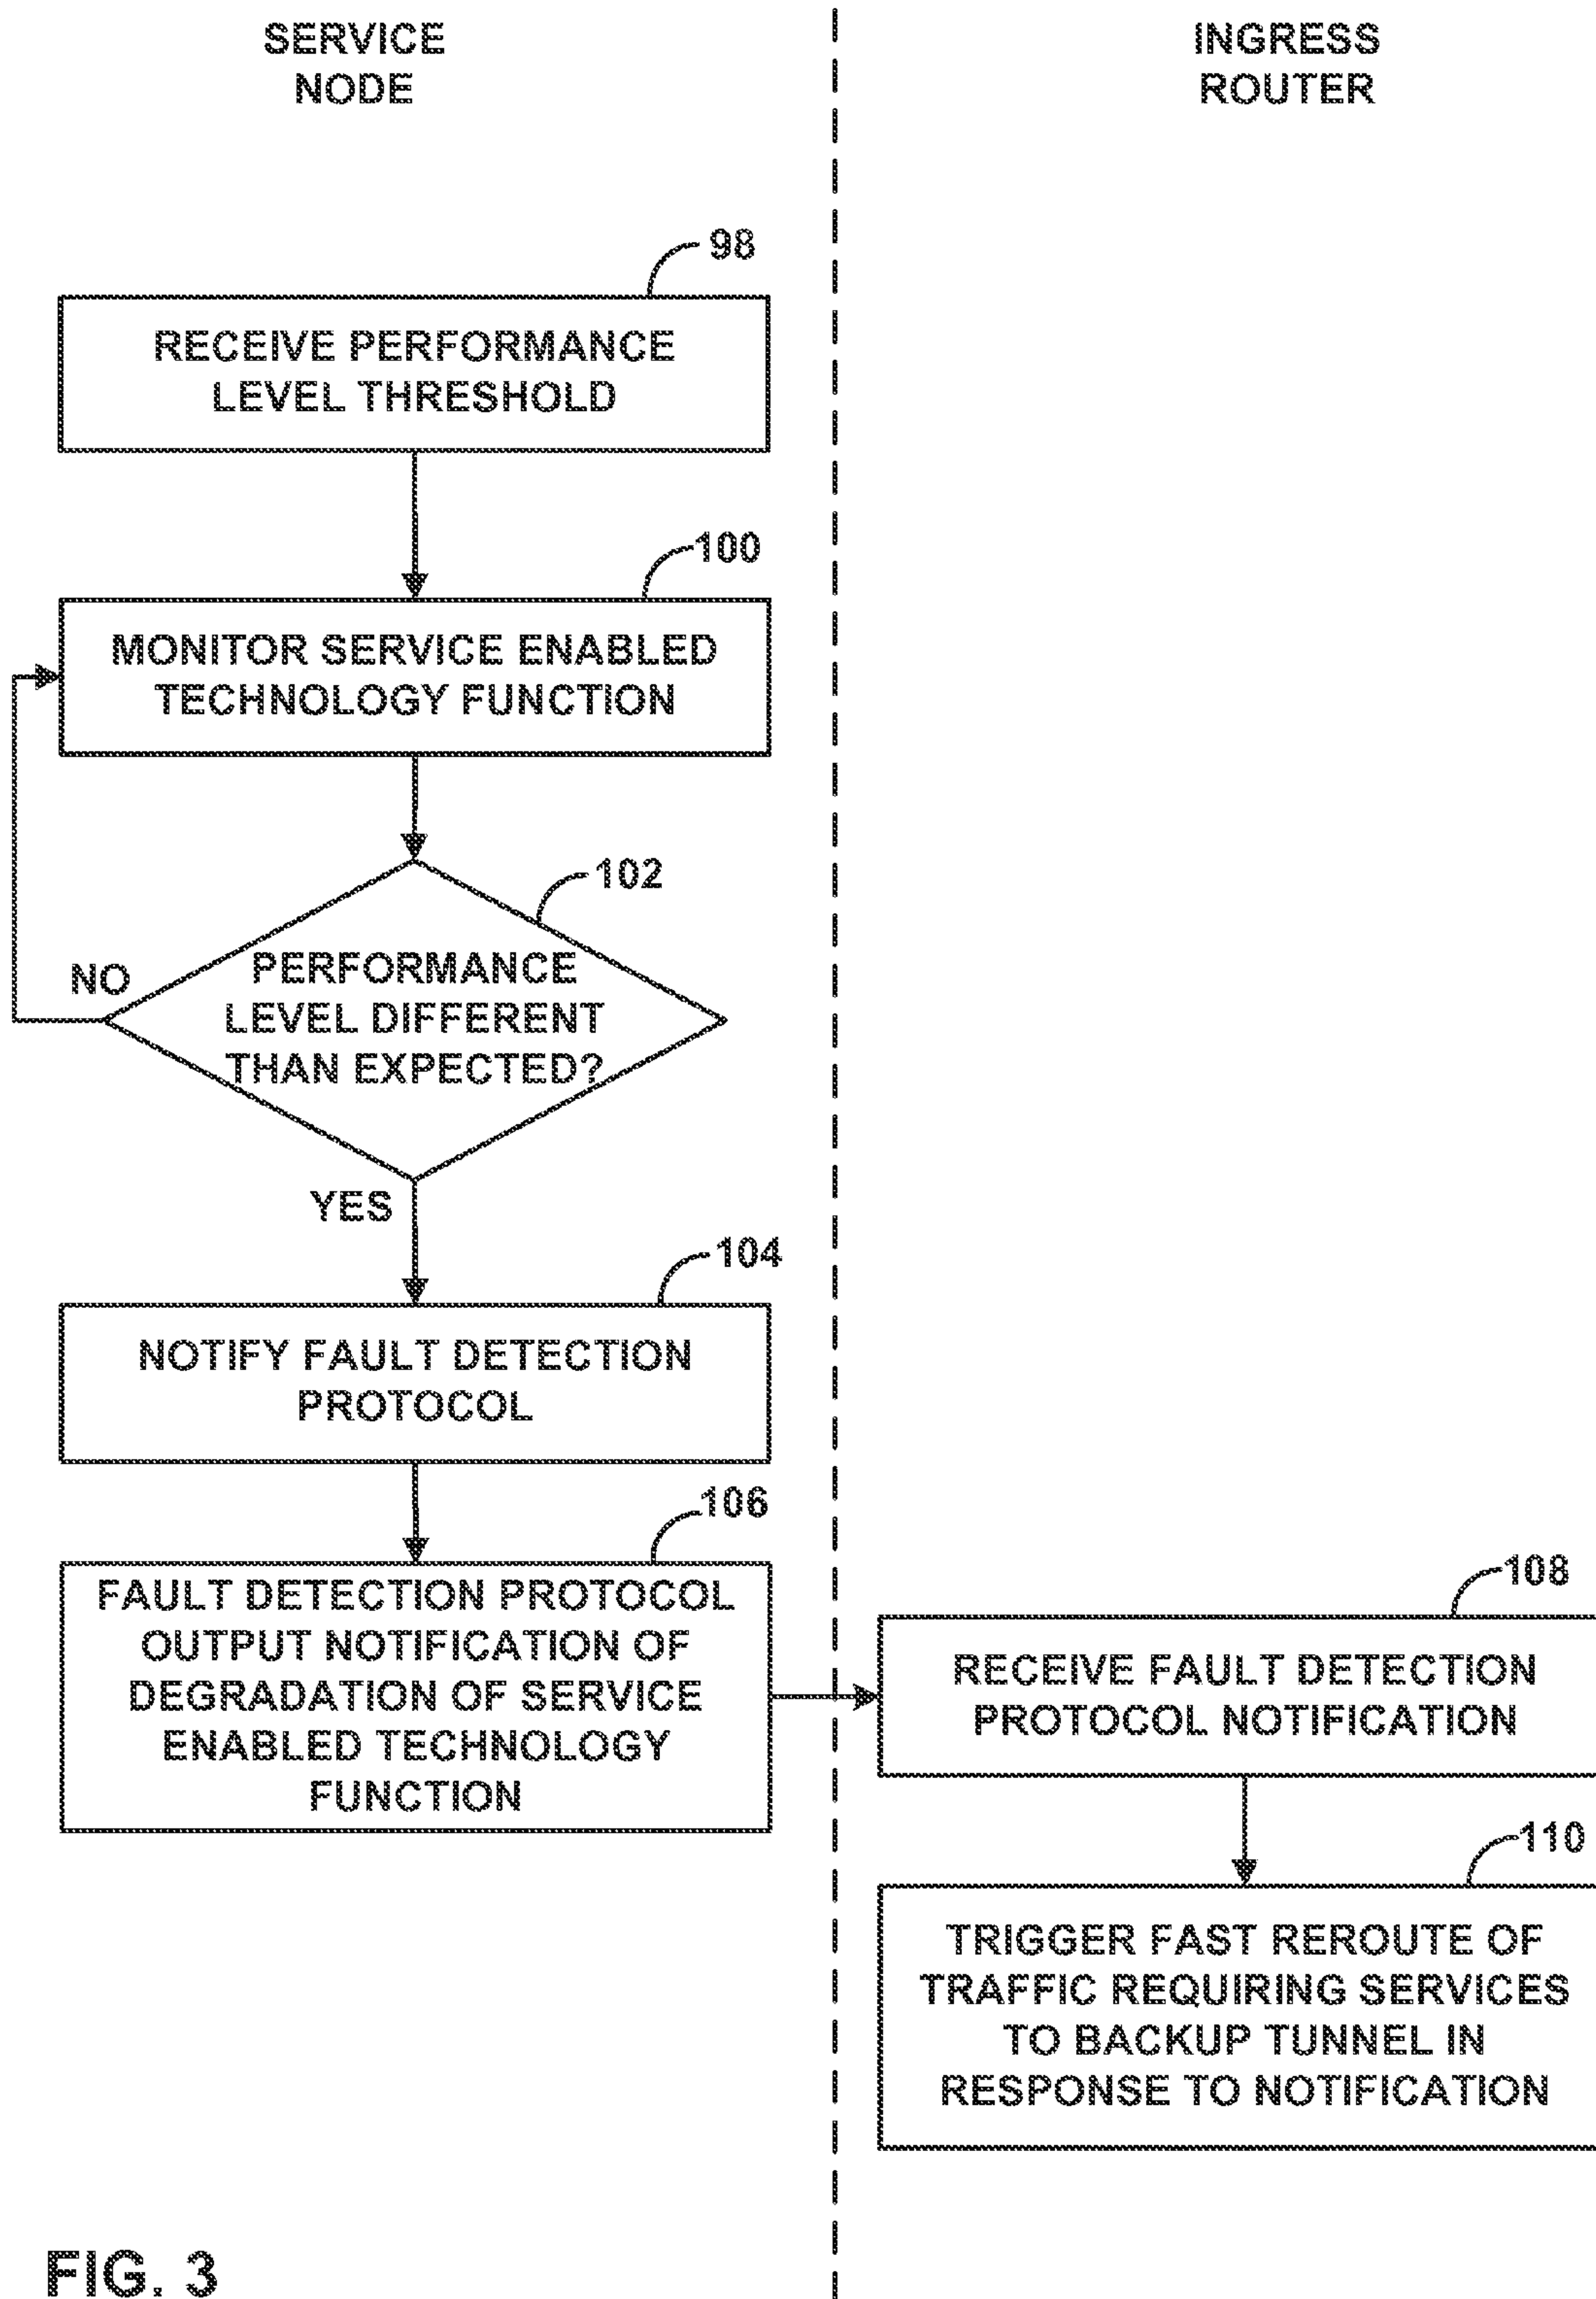 SERVICE
NODE
INGRESS
ROUTER
98
RECEIVE PERFORMANCE
LEVEL THRESHOLD
100
MONITOR SERVICE ENABLED
TECHNOLOGY FUNCTION
102
NO
PERFORMANCE
LEVEL DIFFERENT
THAN EXPECTED?
YES
104
NOTIFY FAULT DETECTION
PROTOCOL
106
FAULT DETECTION PROTOCOL
OUTPUT NOTIFICATION OF
DEGRADATION OF SERVICE
ENABLED TECHNOLOGY
FUNCTION
108
RECEIVE FAULT DETECTION
PROTOCOL NOTIFICATION
110
TRIGGER FAST REROUTE OF
TRAFFIC REQUIRING SERVICES
TO BACKUP TUNNEL IN
RESPONSE TO NOTIFICATION
FIG. 3